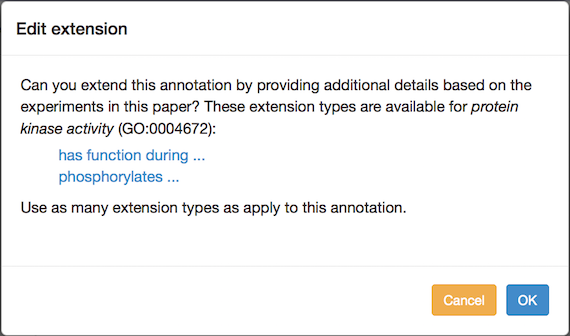 Edit extension
Can you extend this annotation by providing additional details based on the
experiments in this paper? These extension types are available for protein
kinase activity (GO:0004672):
has function during ...
phosphorylates ...
Use as many extension types as apply to this annotation.
Cancel OK